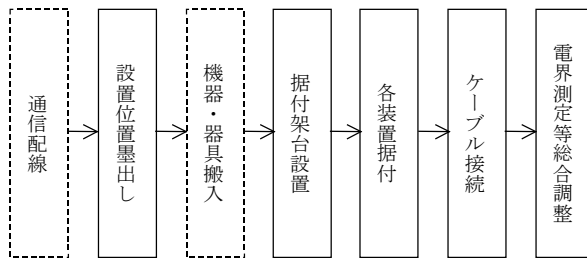 通信配線
設置位置墨出し
機器・器具搬入
据付架台設置
各装置据付
ケーブル接続
電界測定等総合調整